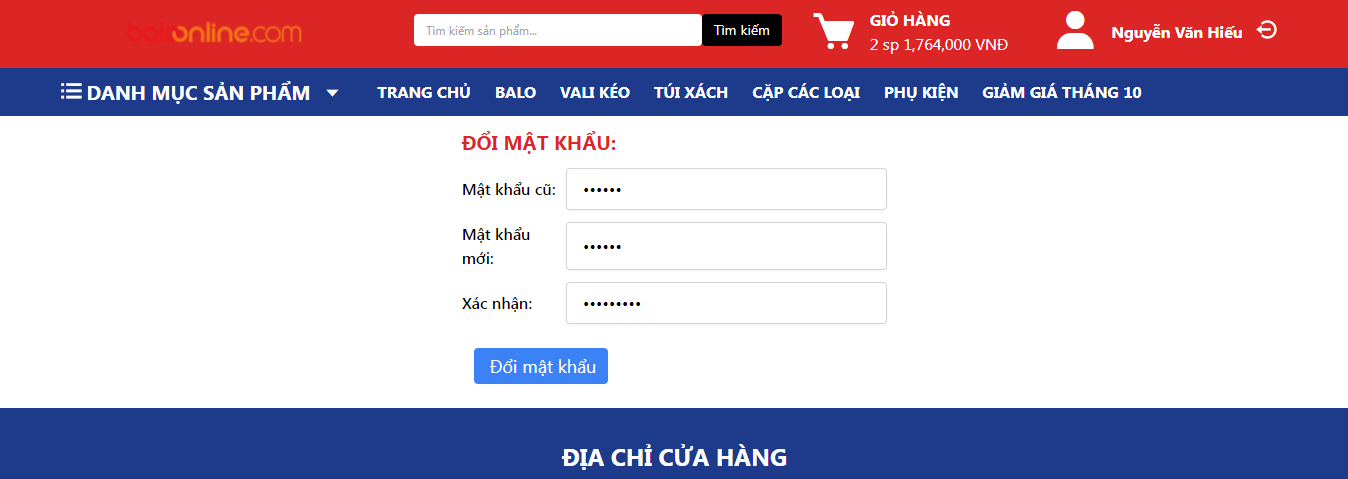 baloonline.com
Tìm kiếm sản phẩm...
Tìm kiếm
GIỎ HÀNG
2 sp 1,764,000 VNĐ
Nguyễn Văn Hiếu
DANH MỤC SẢN PHẨM
TRANG CHỦ BALO VALI KÉO TÚI XÁCH CẶP CÁC LOẠI PHỤ KIỆN GIẢM GIÁ THÁNG 10
ĐỔI MẬT KHẨU:
Mật khẩu cũ:
Mật khẩu
mới:
Xác nhận:
Đổi mật khẩu
ĐỊA CHỈ CỬA HÀNG